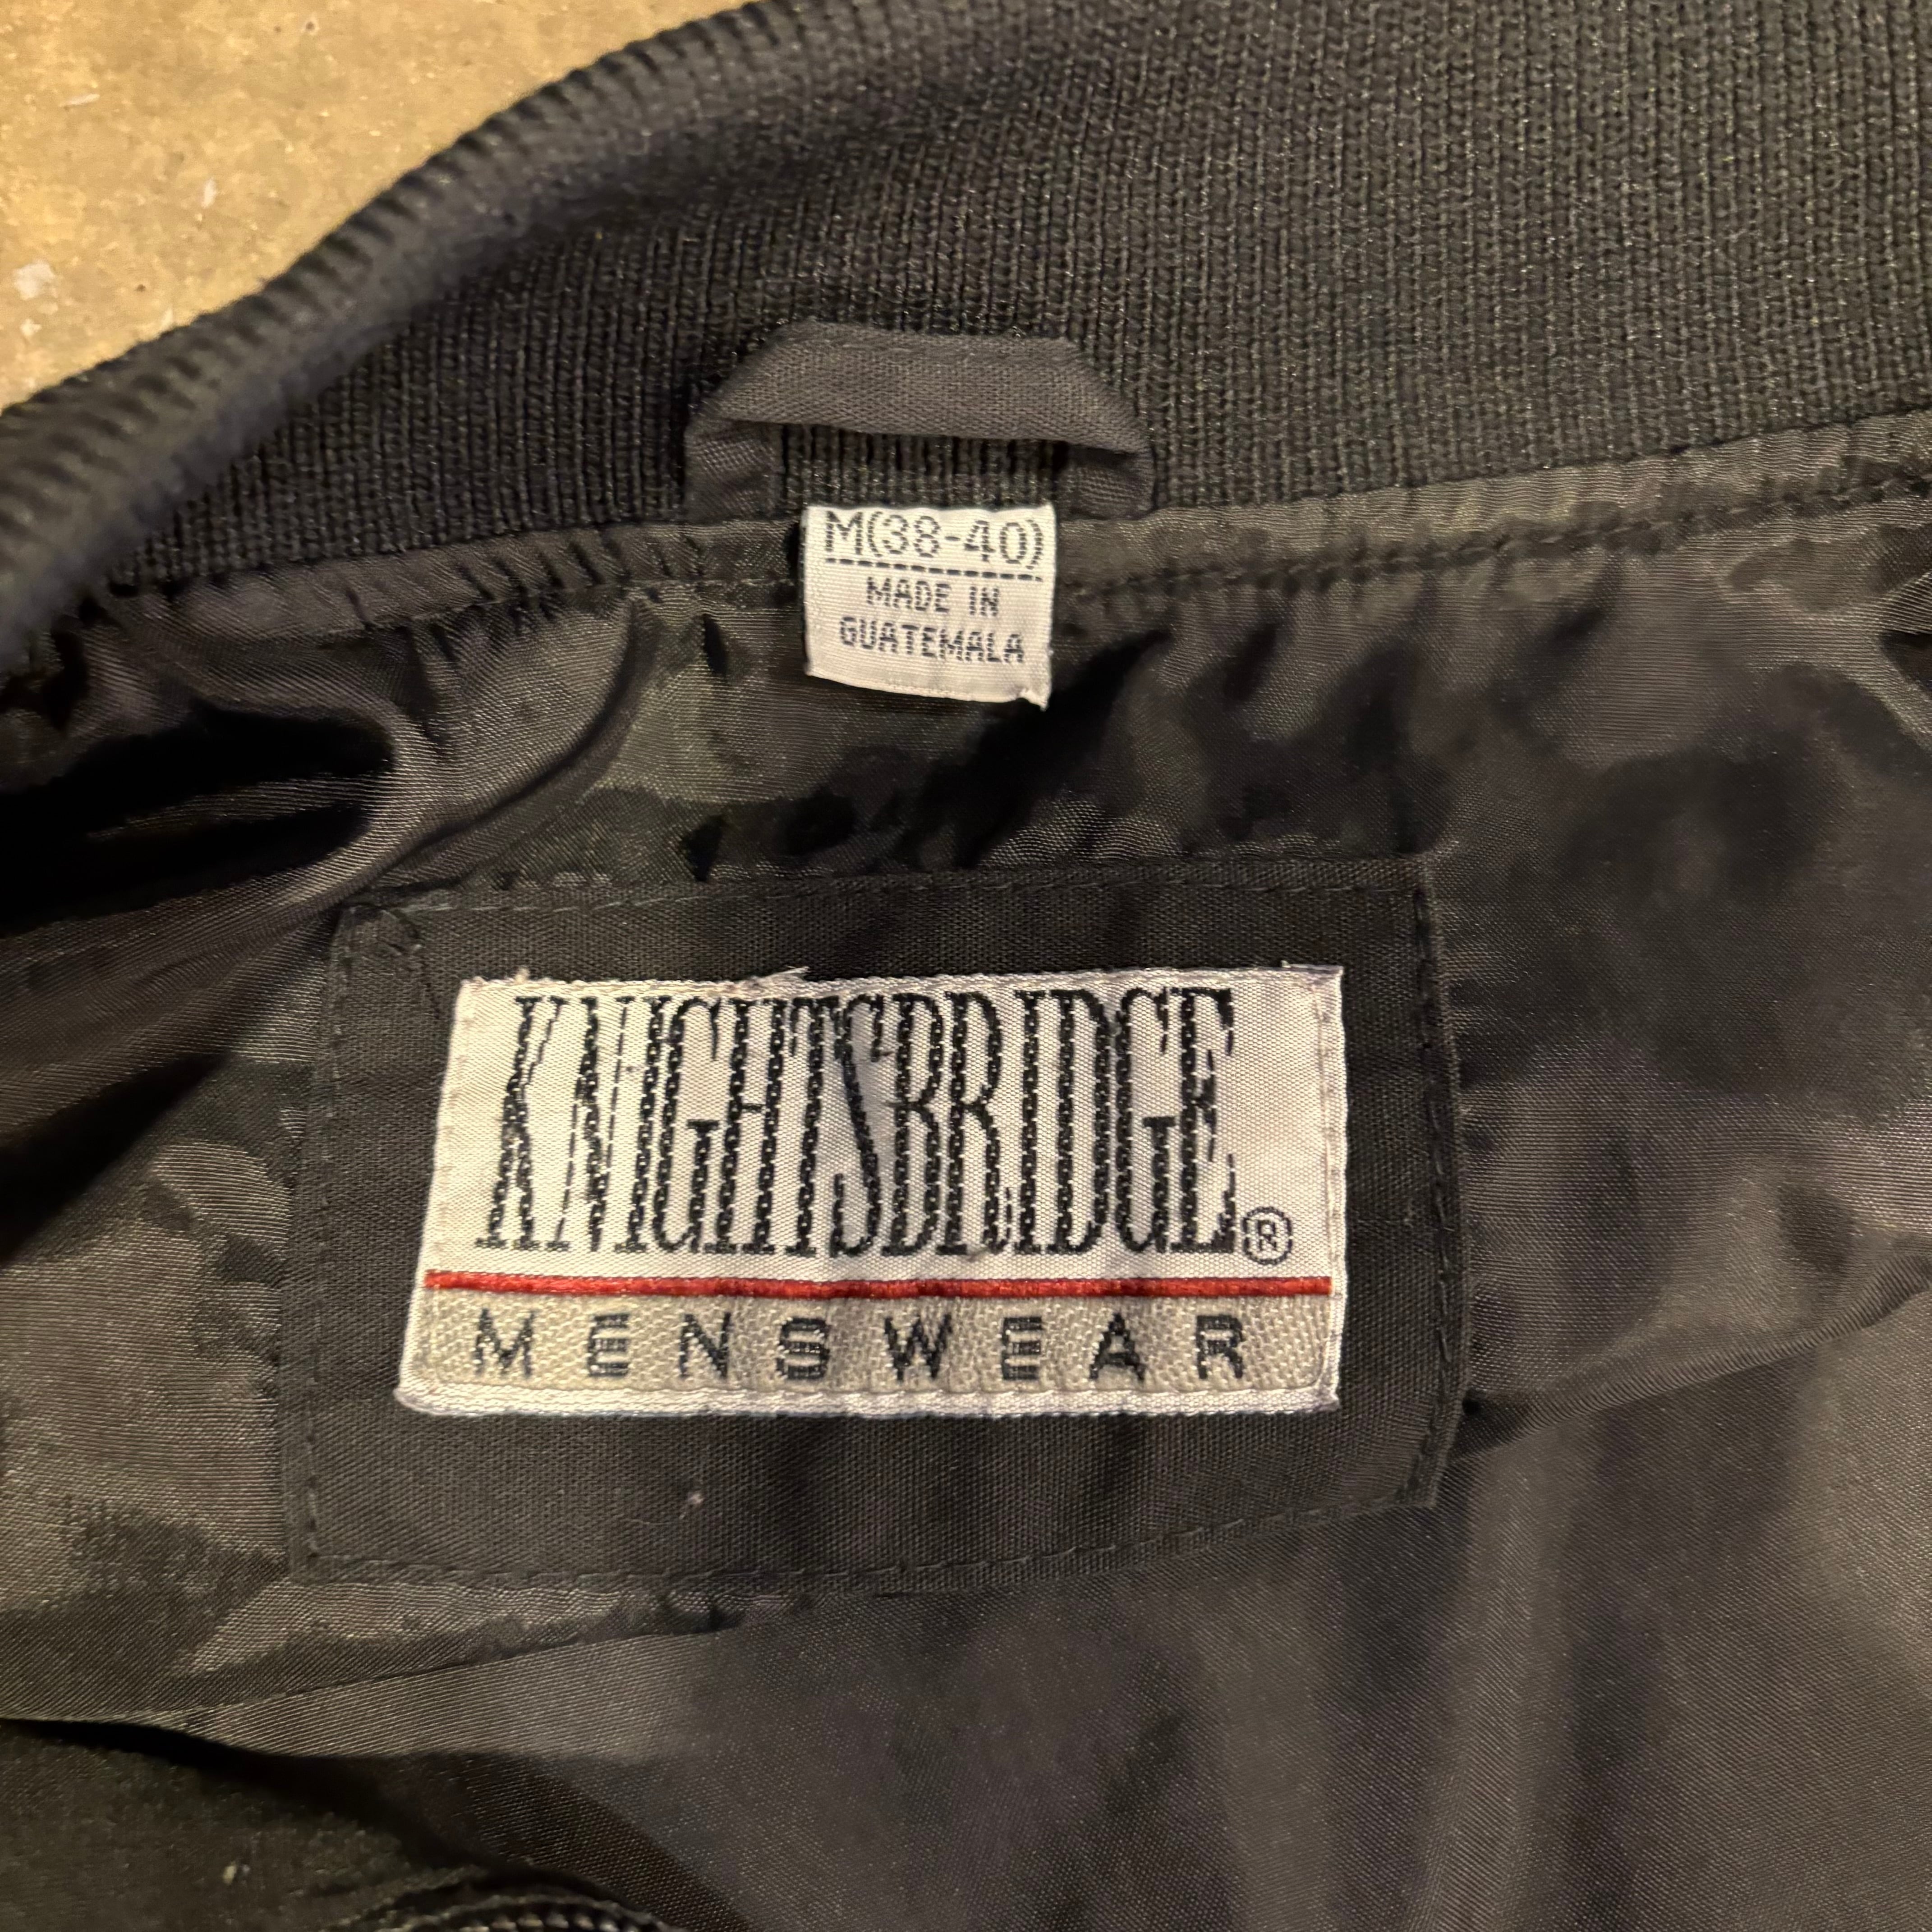 M(38-40)
MADE IN
GUATEMALA
KNIGHTSBRIDGE®
MENSWEAR